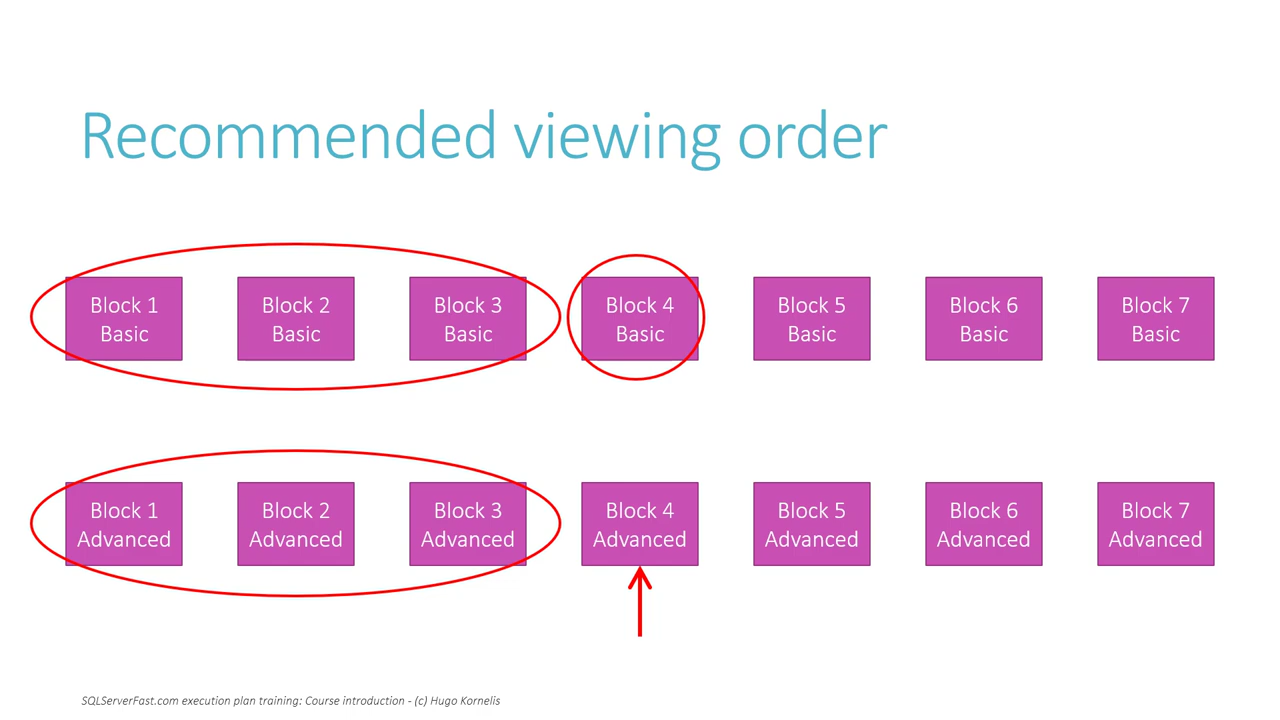 Recommended viewing order
Block 1
Basic
Block 2
Basic
Block 3
Basic
Block 4
Basic
Block 5
Basic
Block 6
Basic
Block 7
Basic
Block 1
Advanced
Block 2
Advanced
Block 3
Advanced
Block 4
Advanced
Block 5
Advanced
Block 6
Advanced
Block 7
Advanced
SQLServerFast.com execution plan training: Course introduction - (c) Hugo Kornelis